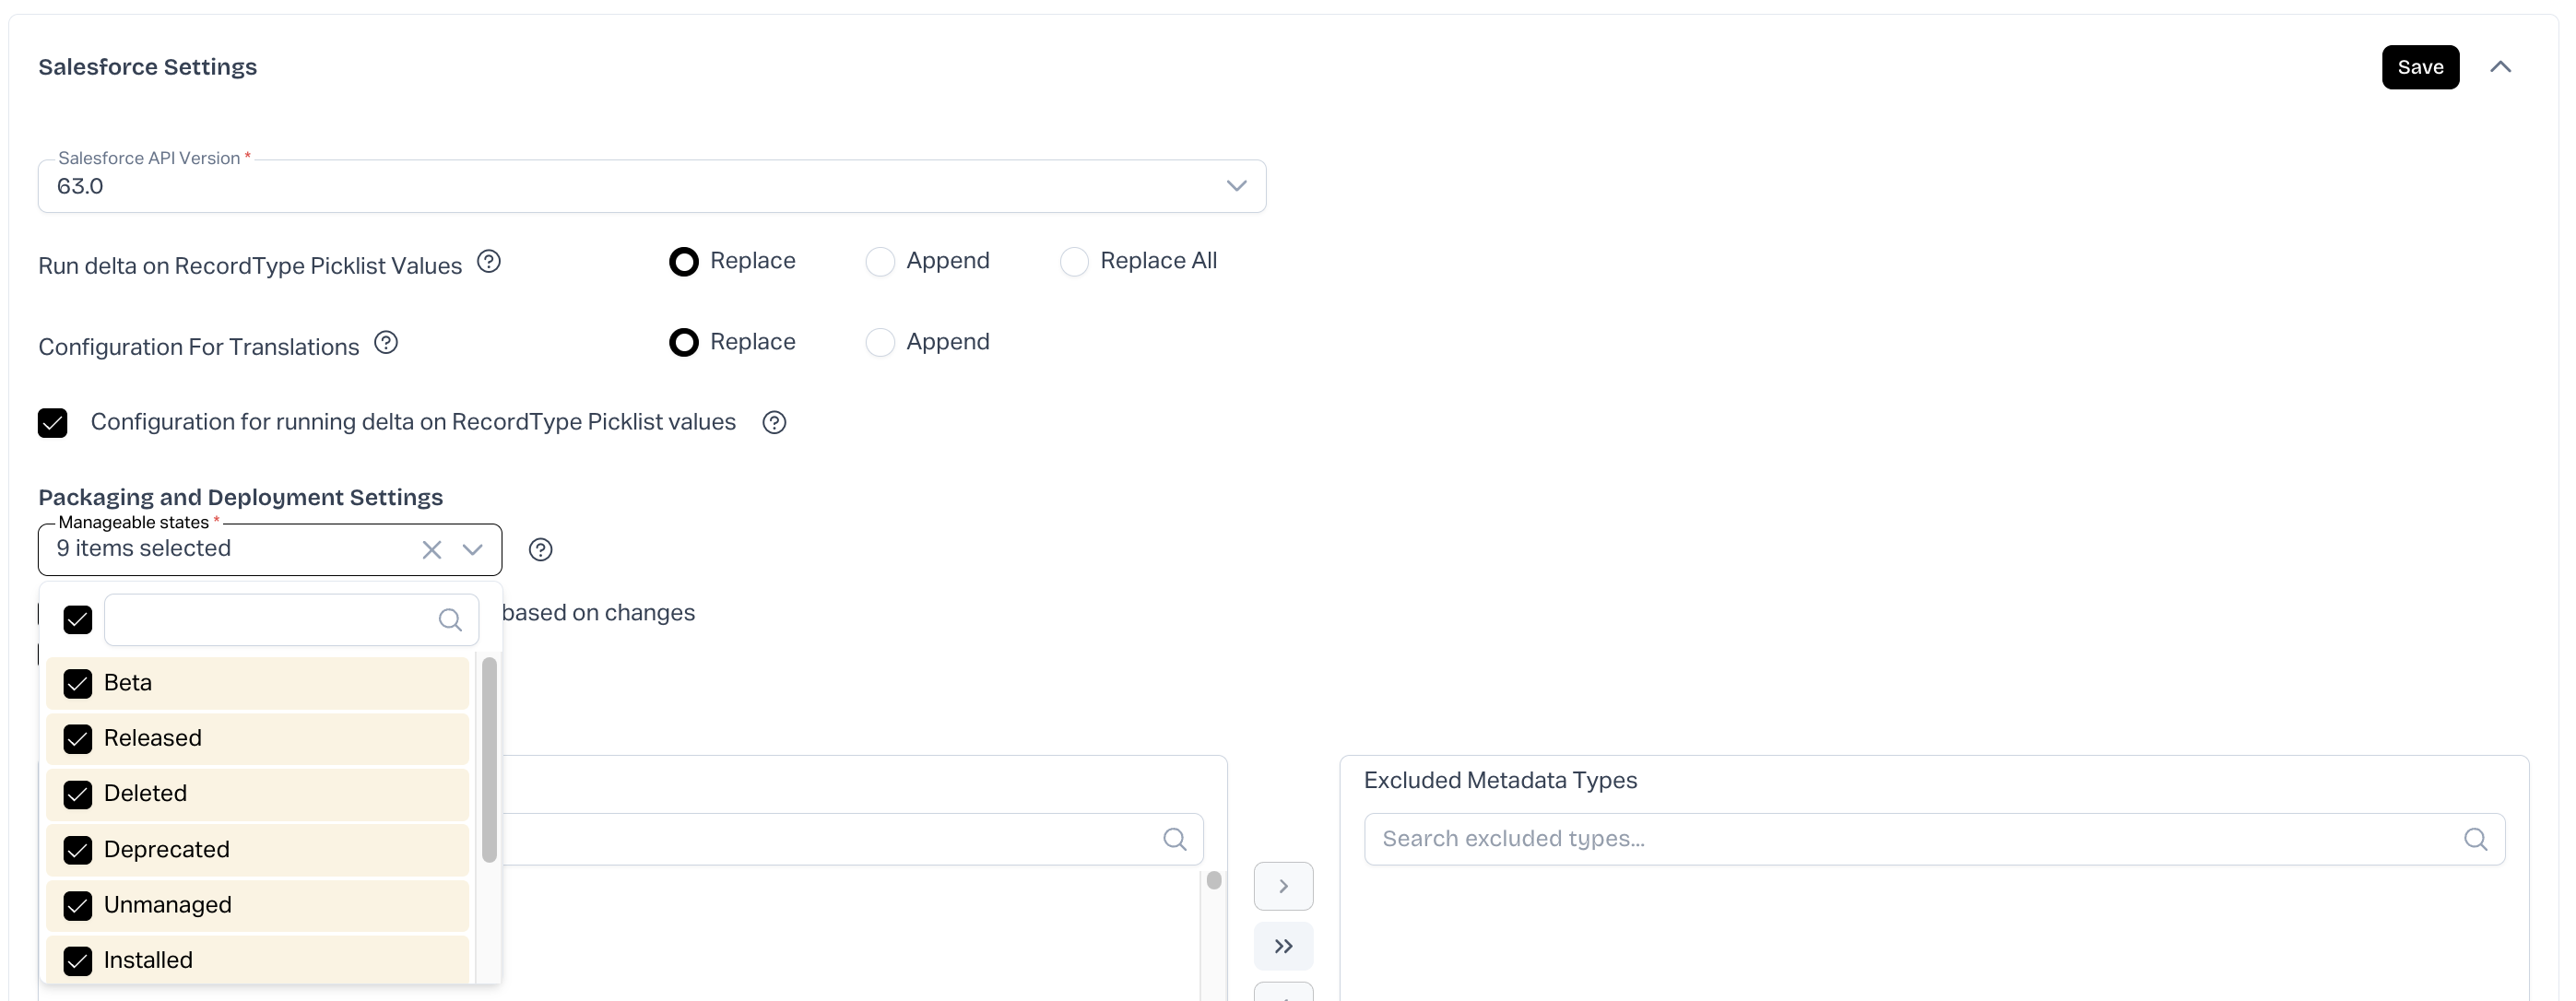 Salesforce Settings
Save
Salesforce API Version *
63.0
Run delta on RecordType Picklist Values
Replace
Append
Replace All
Configuration For Translations
Replace
Append
Configuration for running delta on RecordType Picklist values
Packaging and Deployment Settings
Manageable states *
9 items selected
based on changes
Beta
Released
Deleted
Deprecated
Unmanaged
Installed
Excluded Metadata Types
Search excluded types...